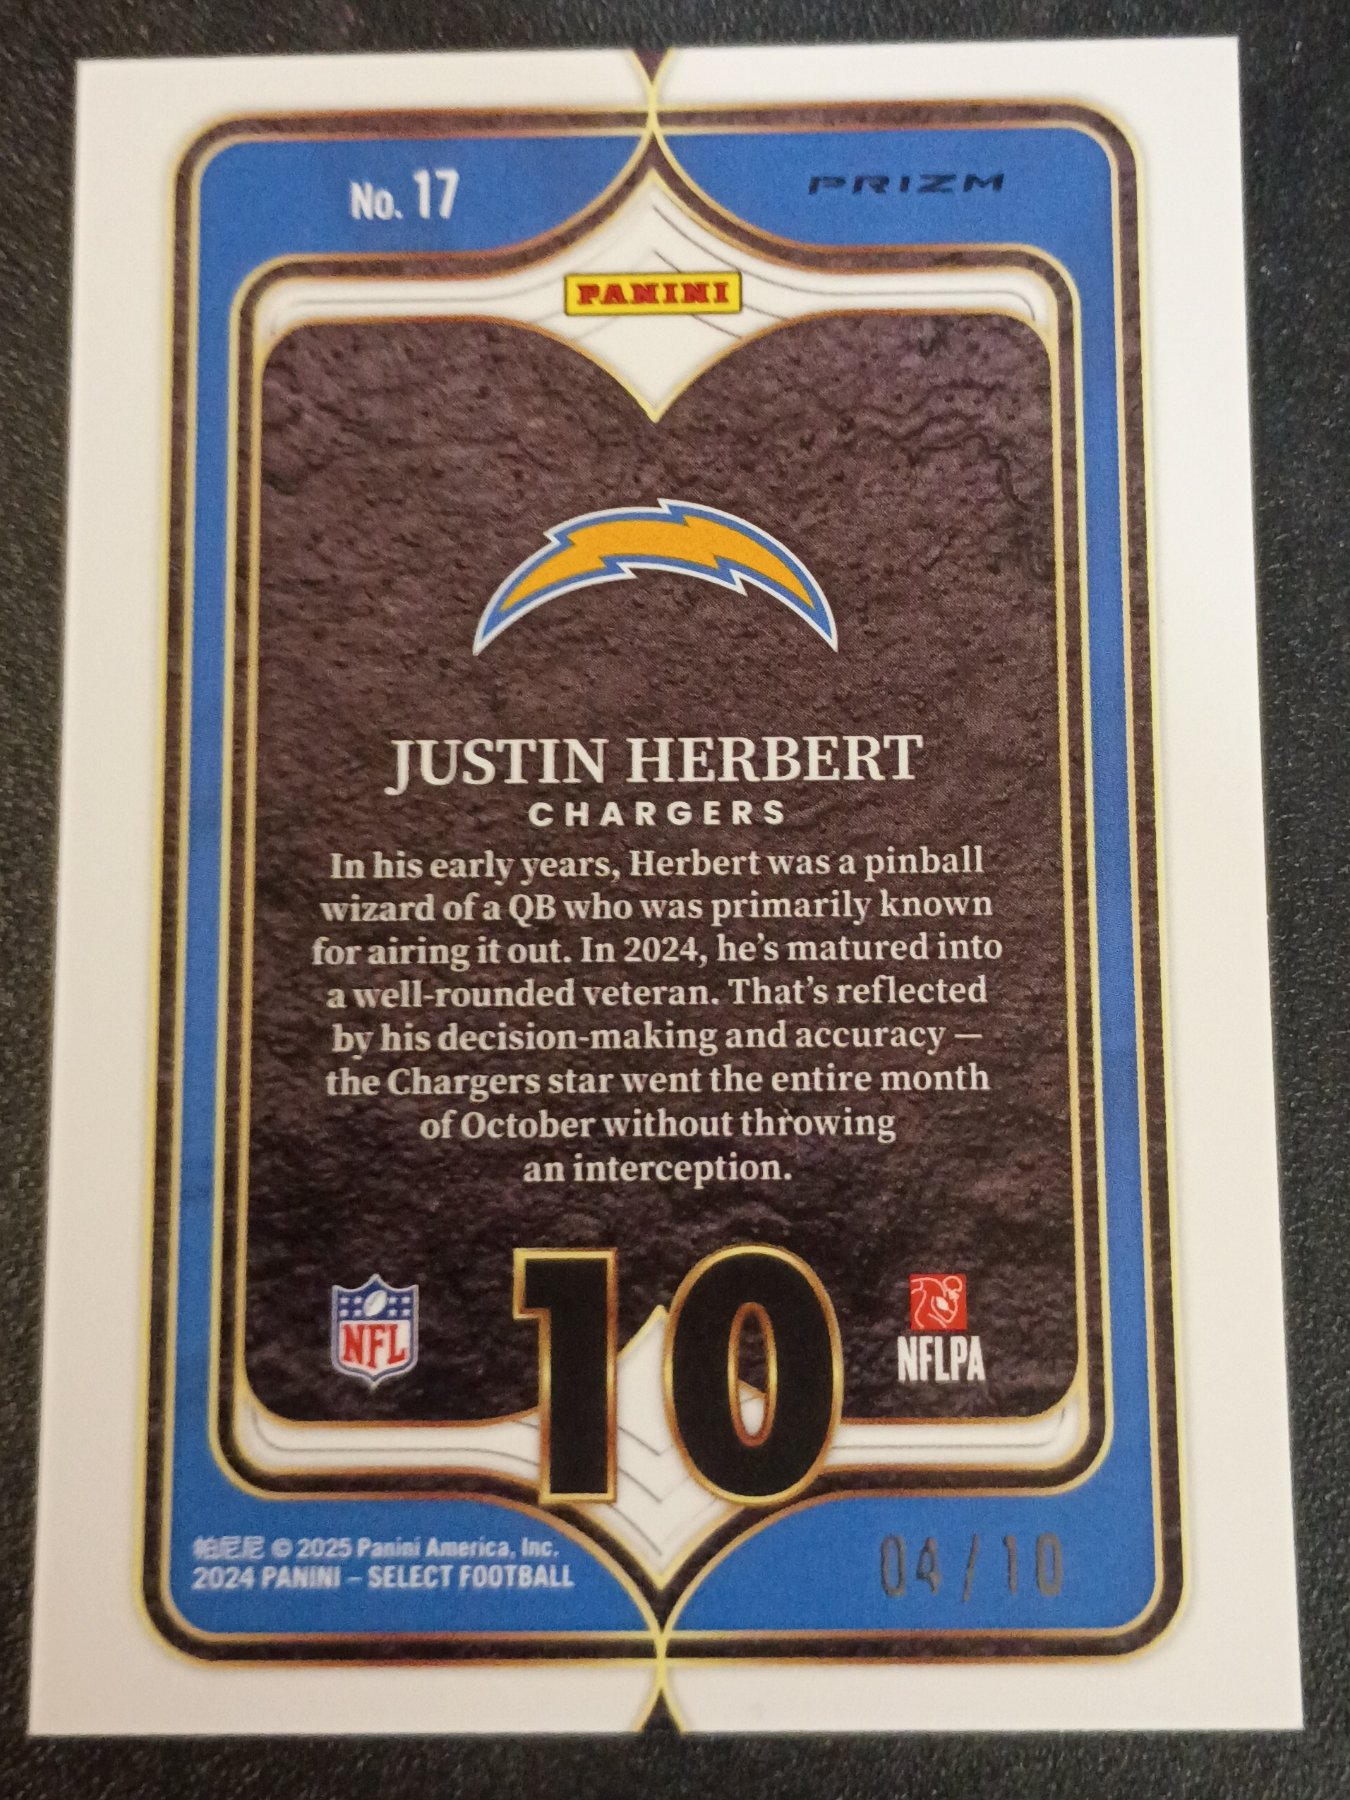 No. 17
PRIZM
PANINI
JUSTIN HERBERT
CHARGERS
In his early years, Herbert was a pinball
wizard of a QB who was primarily known
for airing it out. In 2024, he's matured into
a well-rounded veteran. That's reflected
by his decision-making and accuracy —
the Chargers star went the entire month
of October without throwing
an interception.
NFL
10
NFLPA
帕尼尼 © 2025 Panini America, Inc.
2024 PANINI – SELECT FOOTBALL
04/10